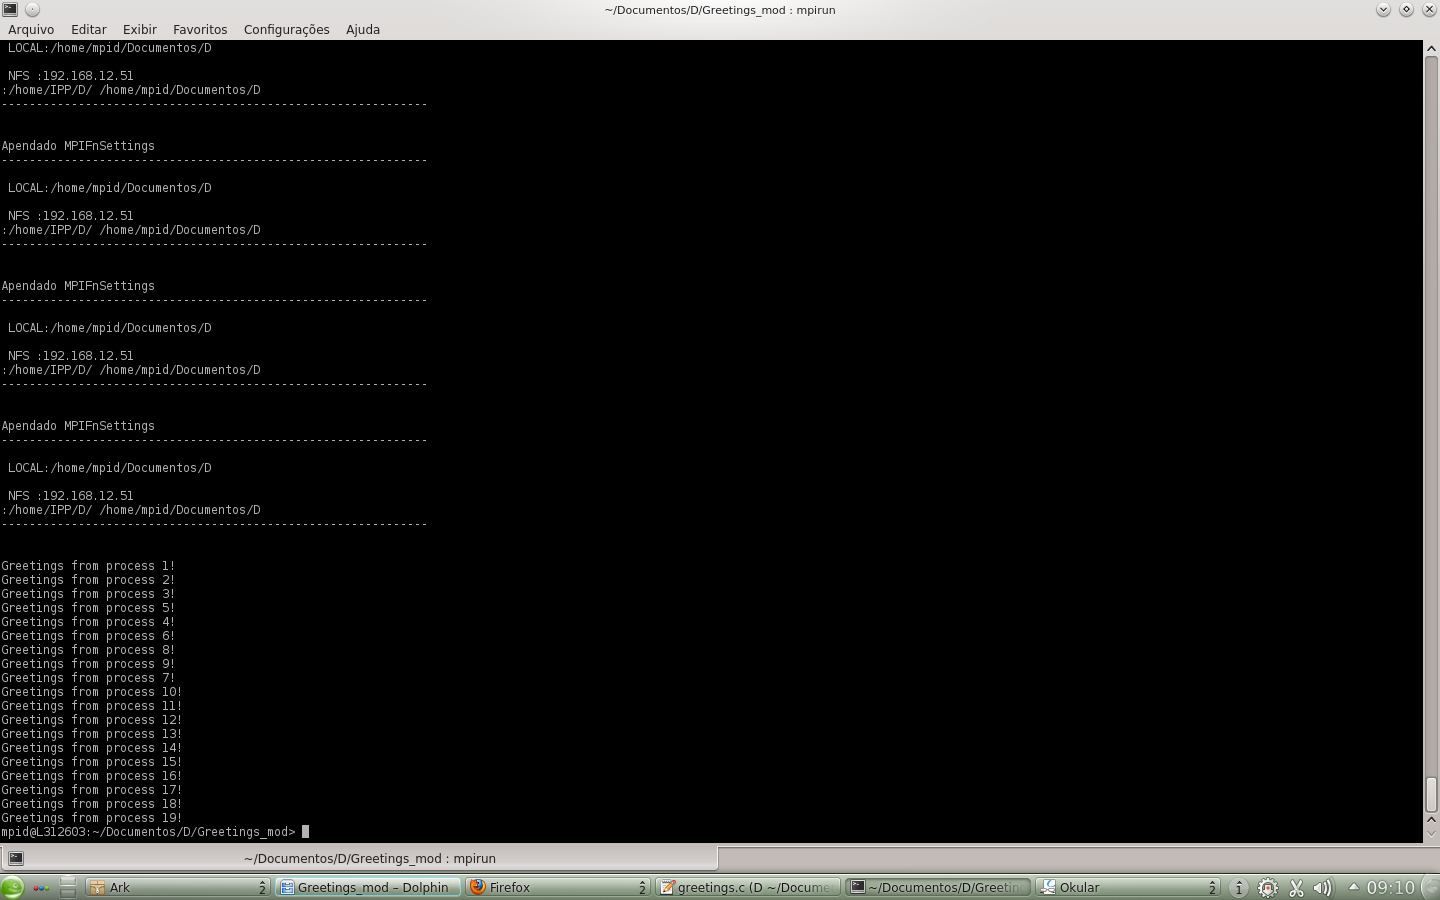 ~/Documentos/D/Greetings_mod : mpirun
Arquivo Editar Exibir Favoritos Configurações Ajuda
LOCAL:/home/mpid/Documentos/D
NFS :192.168.12.51
:/home/IPP/D/ /home/mpid/Documentos/D
-------------------------------------------------------------
Apendado MPIFnSettings
-------------------------------------------------------------
LOCAL:/home/mpid/Documentos/D
NFS :192.168.12.51
:/home/IPP/D/ /home/mpid/Documentos/D
-------------------------------------------------------------
Apendado MPIFnSettings
-------------------------------------------------------------
LOCAL:/home/mpid/Documentos/D
NFS :192.168.12.51
:/home/IPP/D/ /home/mpid/Documentos/D
-------------------------------------------------------------
Apendado MPIFnSettings
-------------------------------------------------------------
LOCAL:/home/mpid/Documentos/D
NFS :192.168.12.51
:/home/IPP/D/ /home/mpid/Documentos/D
-------------------------------------------------------------
Greetings from process 1!
Greetings from process 2!
Greetings from process 3!
Greetings from process 5!
Greetings from process 4!
Greetings from process 6!
Greetings from process 8!
Greetings from process 9!
Greetings from process 7!
Greetings from process 10!
Greetings from process 11!
Greetings from process 12!
Greetings from process 13!
Greetings from process 14!
Greetings from process 15!
Greetings from process 16!
Greetings from process 17!
Greetings from process 18!
Greetings from process 19!
mpid@L312603:~/Documentos/D/Greetings_mod>
~/Documentos/D/Greetings_mod : mpirun
Ark 2 Greetings_mod – Dolphin Firefox 2 greetings.c (D ~/Docume ~/Documentos/D/Greetin Okular 2 1 09:10